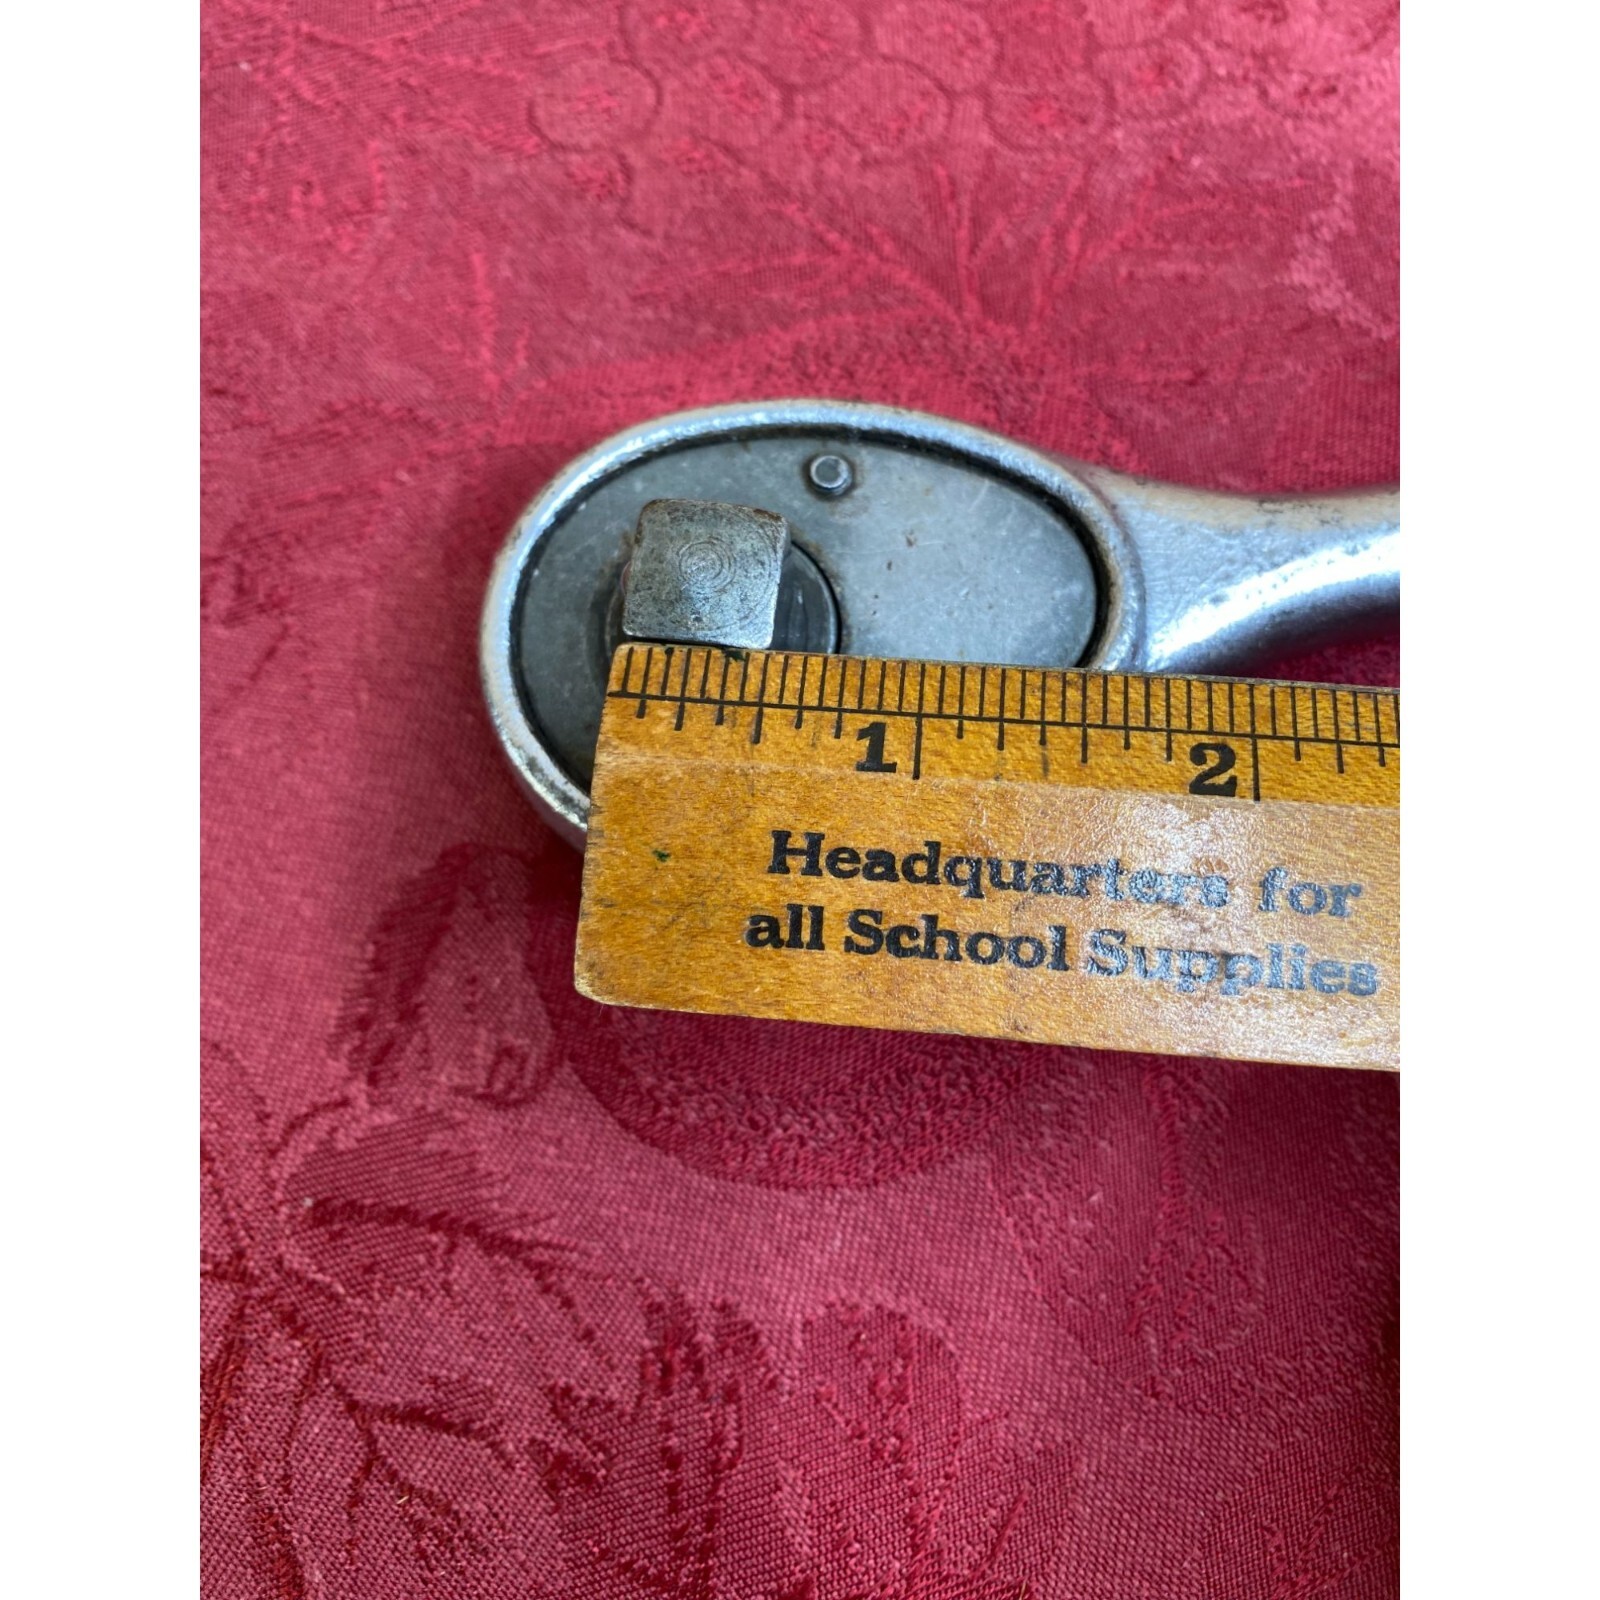 1 2
Headquarters for
all School Supplies